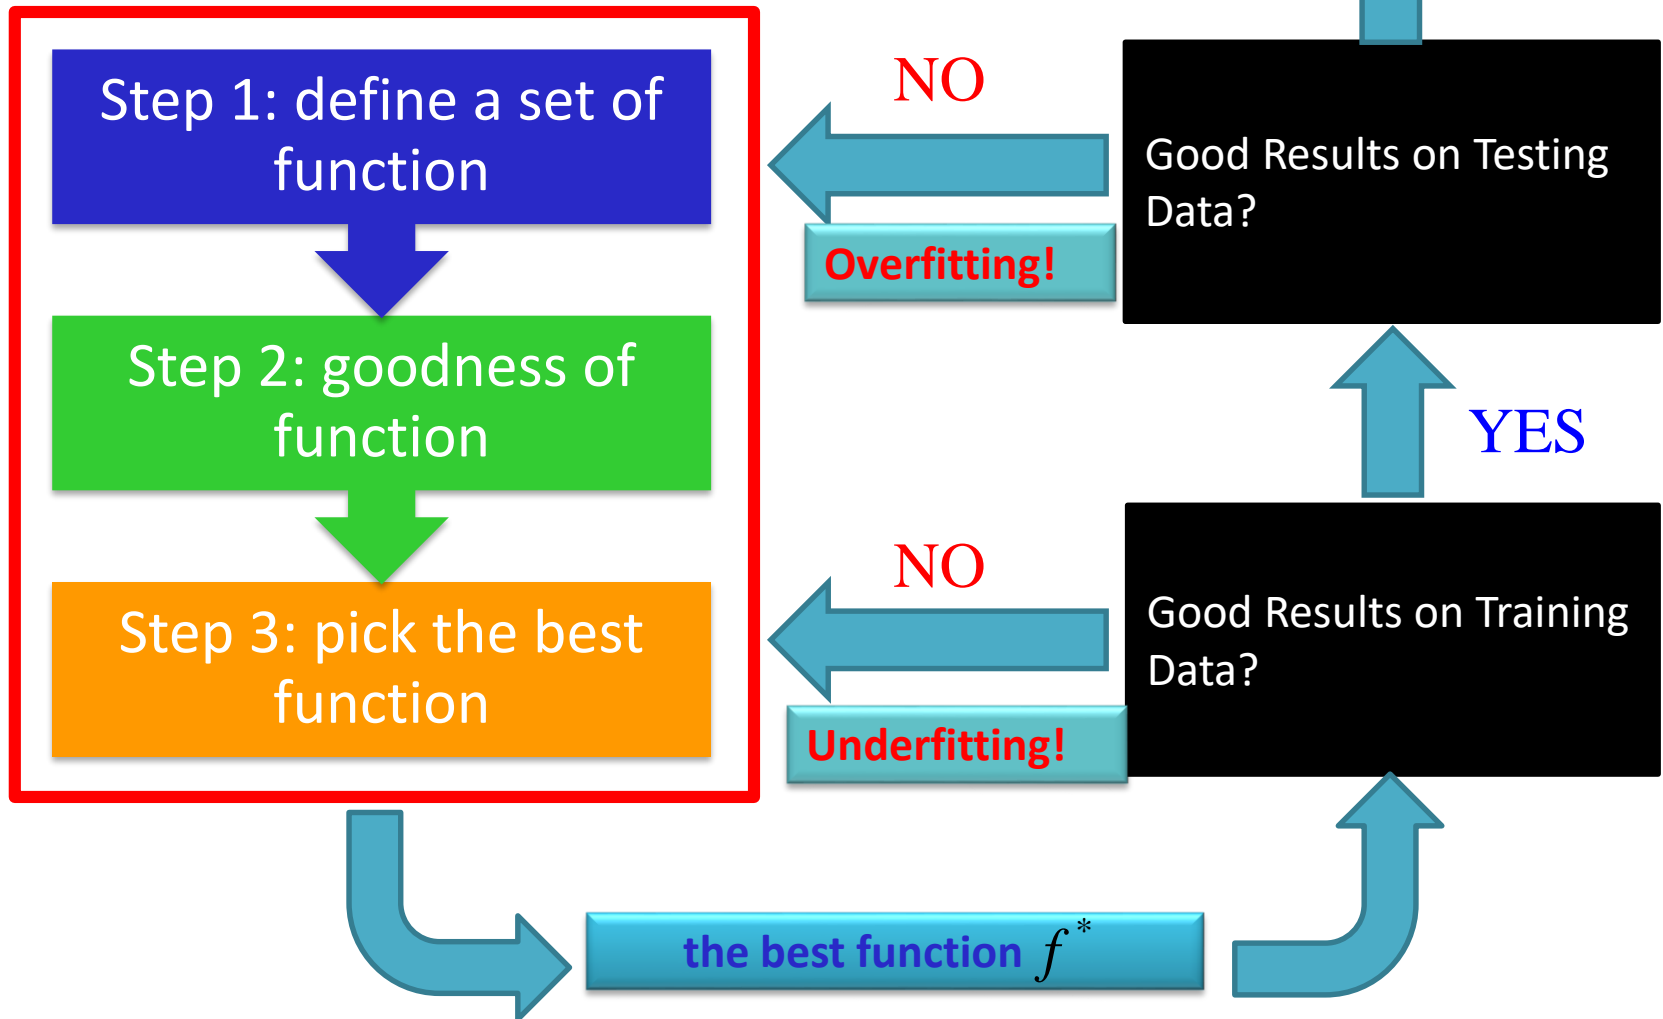 Step 1: define a set of
function
Step 2: goodness of
function
Step 3: pick the best
function
NO
Overfitting!
Good Results on Testing
Data?
YES
NO
Underfitting!
Good Results on Training
Data?
the best function f*